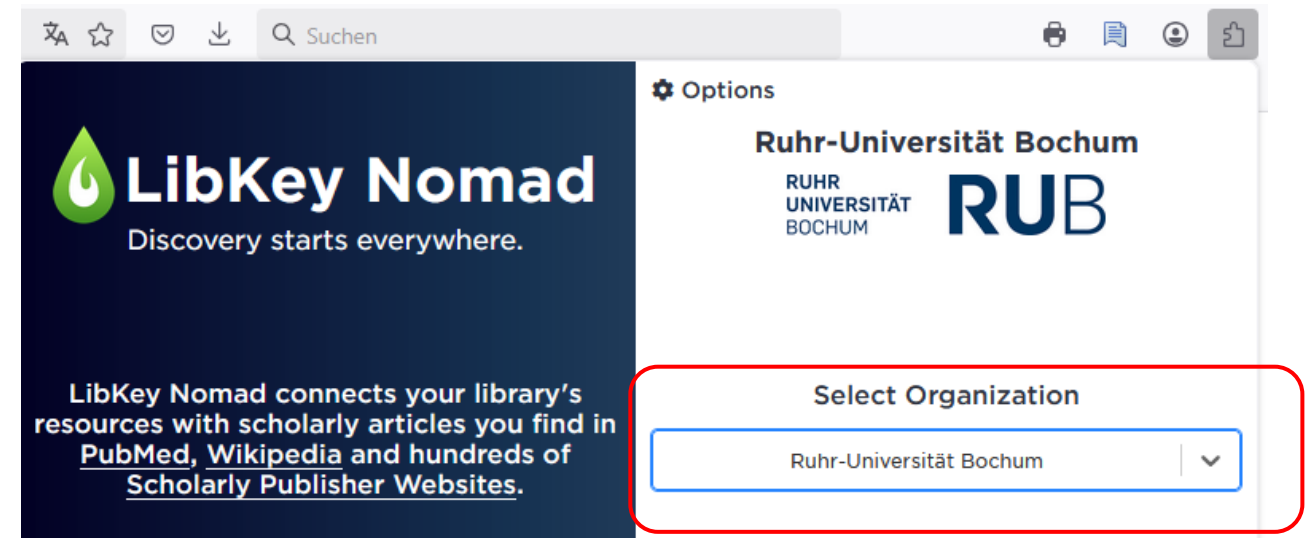 Suchen
Options
LibKey Nomad
Discovery starts everywhere.
LibKey Nomad connects your library's
resources with scholarly articles you find in
PubMed, Wikipedia and hundreds of
Scholarly Publisher Websites.
Ruhr-Universität Bochum
RUHR
UNIVERSITÄT
BOCHUM
RUB
Select Organization
Ruhr-Universität Bochum